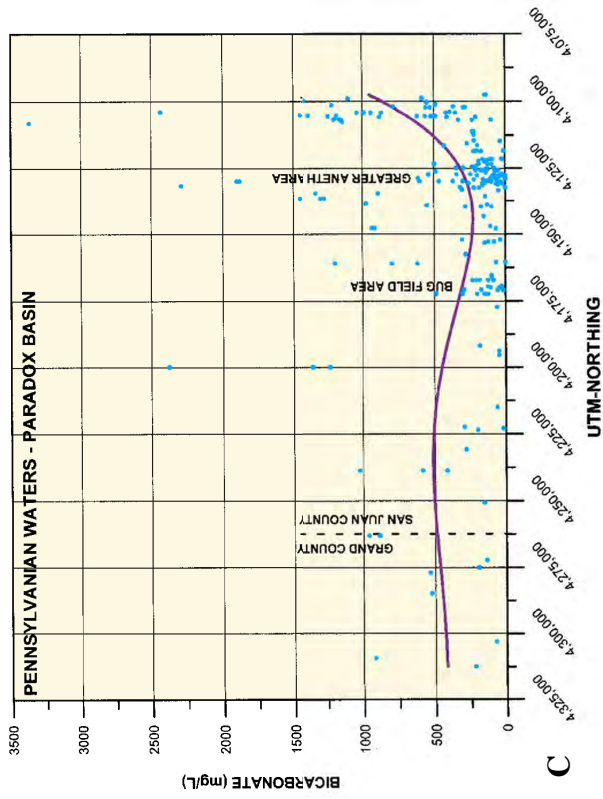 PENNSYLVANIAN WATERS - PARADOX BASIN
BICARBONATE (mg/L)
3500
3000
2500
2000
1500
1000
500
0
GRAND COUNTY
SAN JUAN COUNTY
BUG FIELD AREA
GREATER ANETH AREA
4,325,000
4,300,000
4,275,000
4,250,000
4,225,000
4,200,000
4,175,000
4,150,000
4,125,000
4,100,000
4,075,000
UTM-NORTHING
C